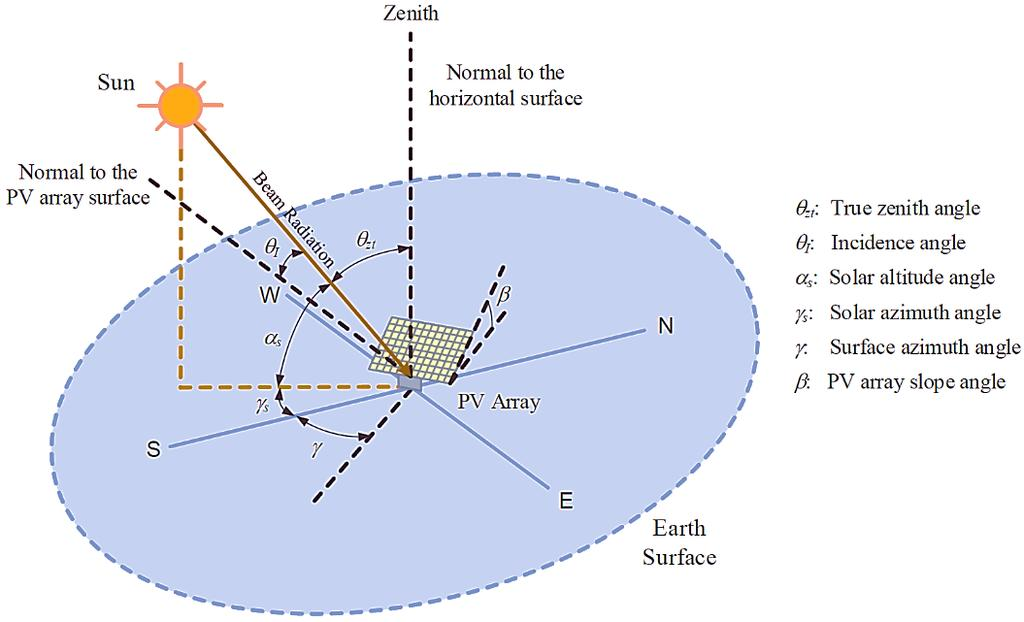 Zenith
Sun
Normal to the
horizontal surface
Normal to the
PV array surface
Beam Radiation
θI
θzt
W
β
N
αs
γs
PV Array
S
γ
E
Earth
Surface
θzt: True zenith angle
θI: Incidence angle
αs: Solar altitude angle
γs: Solar azimuth angle
γ: Surface azimuth angle
β: PV array slope angle